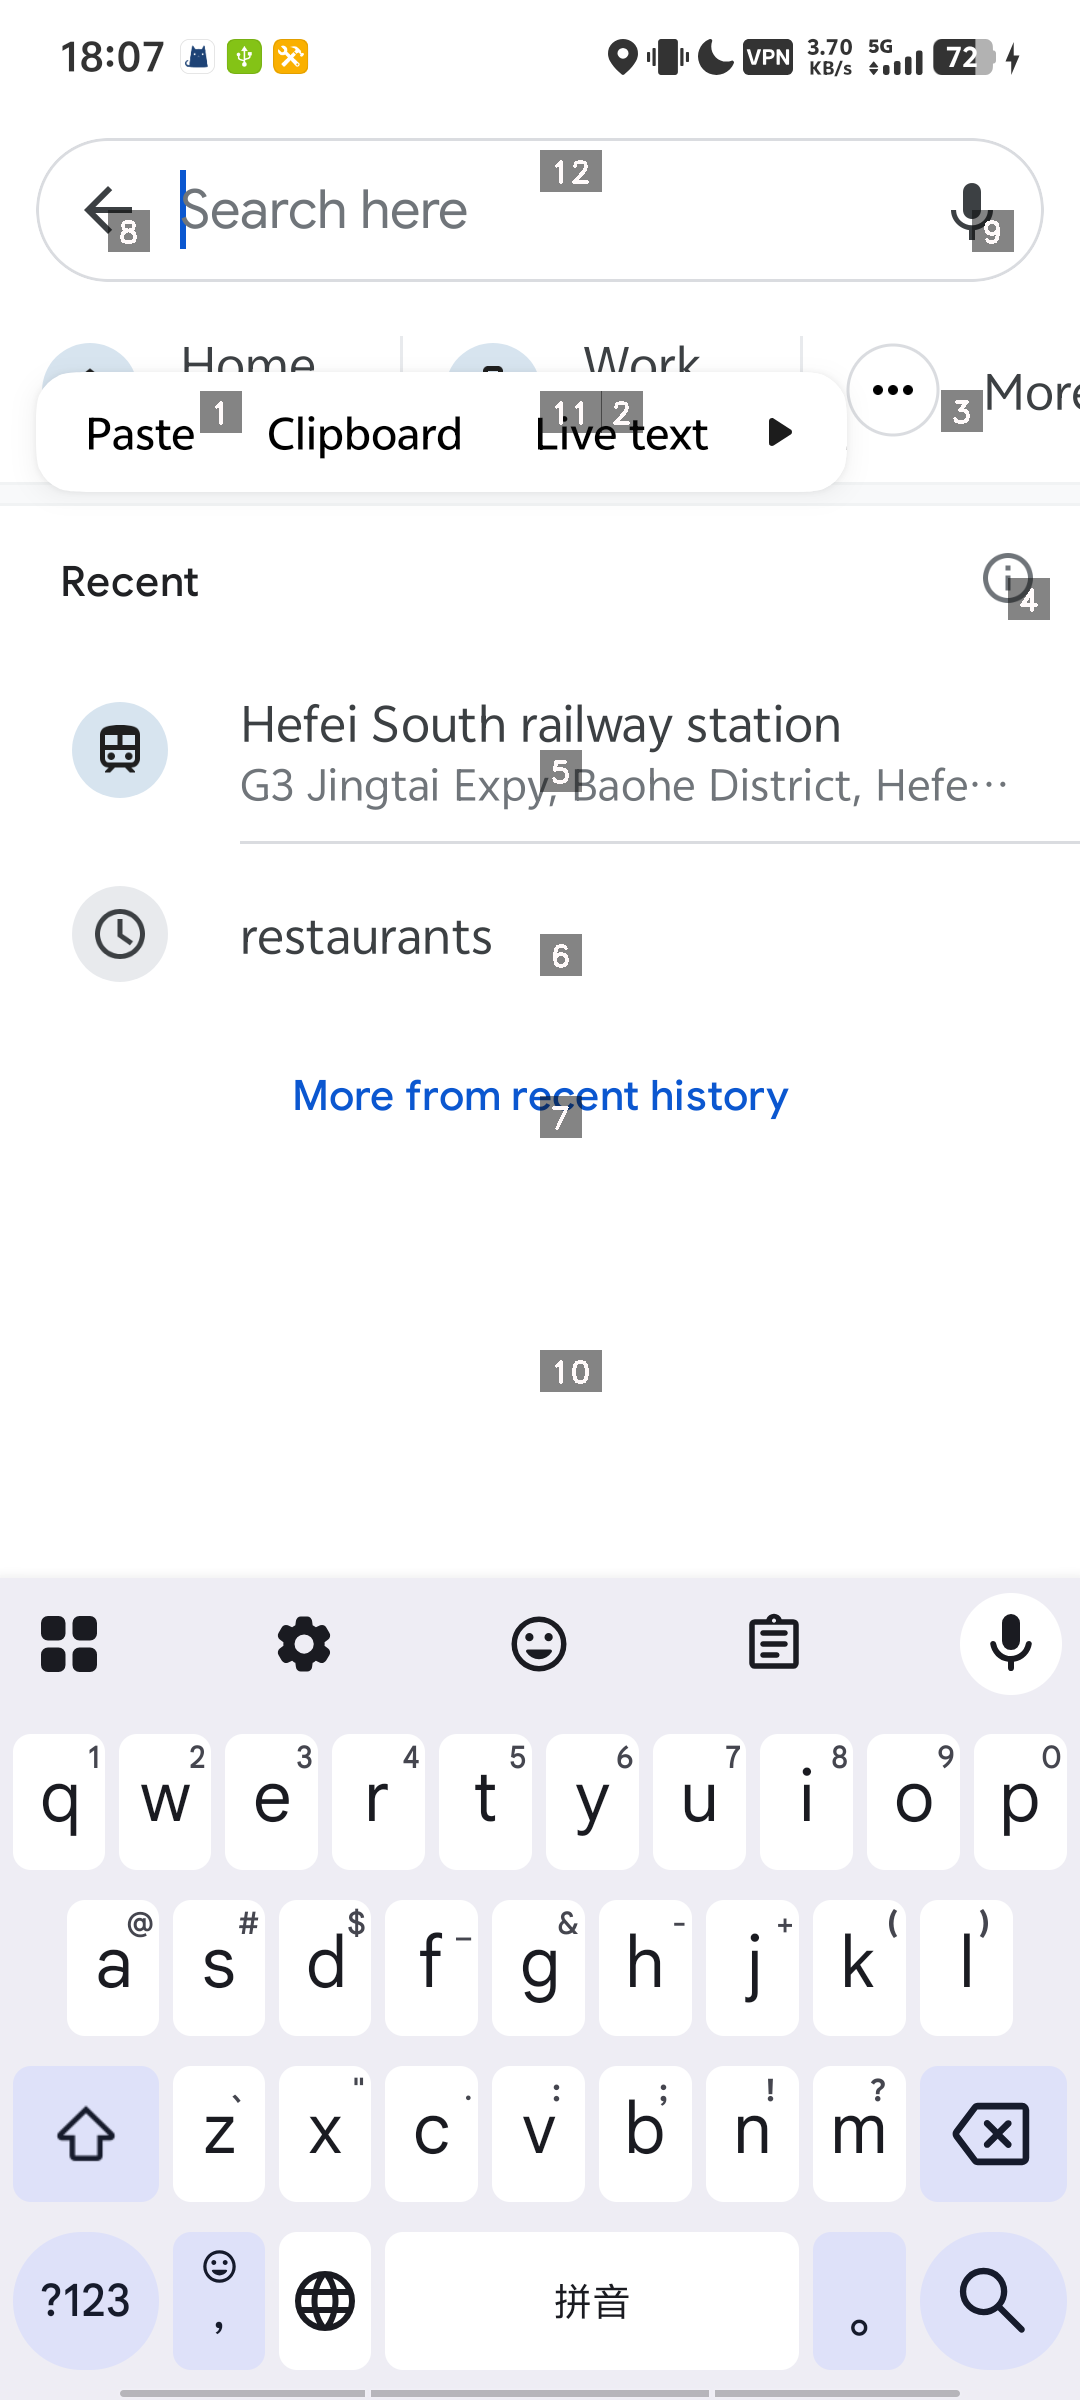 18:07
VPN
3.70 KB/s
5G
72
Search here
12
8
9
Home
Work
More
Paste
Clipboard
Live text
1
11
2
3
Recent
4
Hefei South railway station
G3 Jingtai Expy, Baohe District, Hefe···
5
restaurants
6
More from recent history
7
10
1 2 3 4 5 6 7 8 9 0
q w e r t y u i o p
@ # $ _ & - + ( )
a s d f g h j k l
、 " . : ; ! ?
z x c v b n m
?123
,
拼音
。